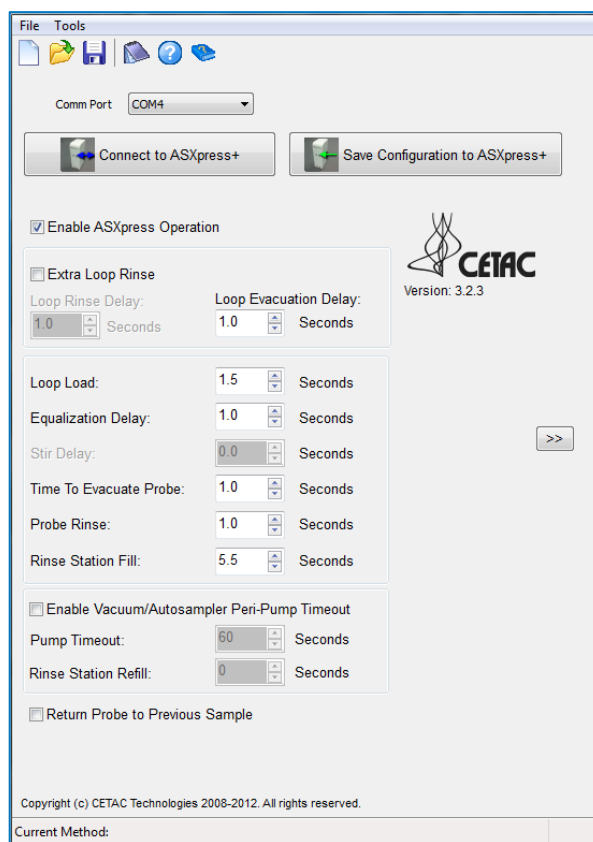 File Tools
Comm Port COM4
Connect to ASXpress+ Save Configuration to ASXpress+
Enable ASXpress Operation
CETAC
Version: 3.2.3
Extra Loop Rinse
Loop Rinse Delay: Loop Evacuation Delay:
1.0 Seconds 1.0 Seconds
Loop Load: 1.5 Seconds
Equalization Delay: 1.0 Seconds
Stir Delay: 0.0 Seconds
>>
Time To Evacuate Probe: 1.0 Seconds
Probe Rinse: 1.0 Seconds
Rinse Station Fill: 5.5 Seconds
Enable Vacuum/Autosampler Peri-Pump Timeout
Pump Timeout: 60 Seconds
Rinse Station Refill: 0 Seconds
Return Probe to Previous Sample
Copyright (c) CETAC Technologies 2008-2012. All rights reserved.
Current Method: